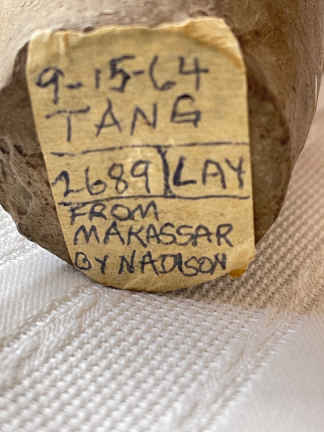 9-15-64
TANG
2689 | LAY
FROM
MAKASSAR
BY NADISON